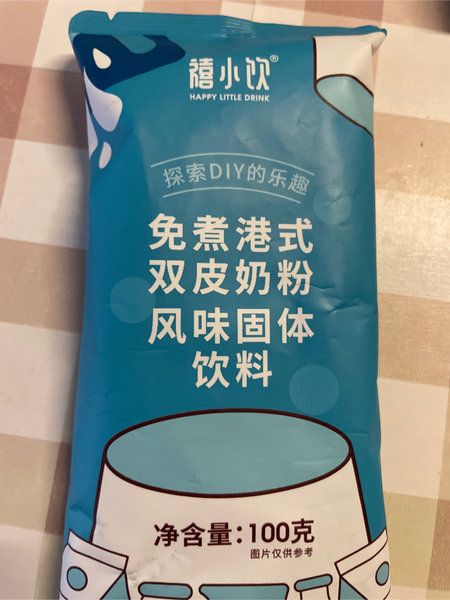 禧小饮®
HAPPY LITTLE DRINK
探索DIY的乐趣
免煮港式
双皮奶粉
风味固体
饮料
净含量:100克
图片仅供参考